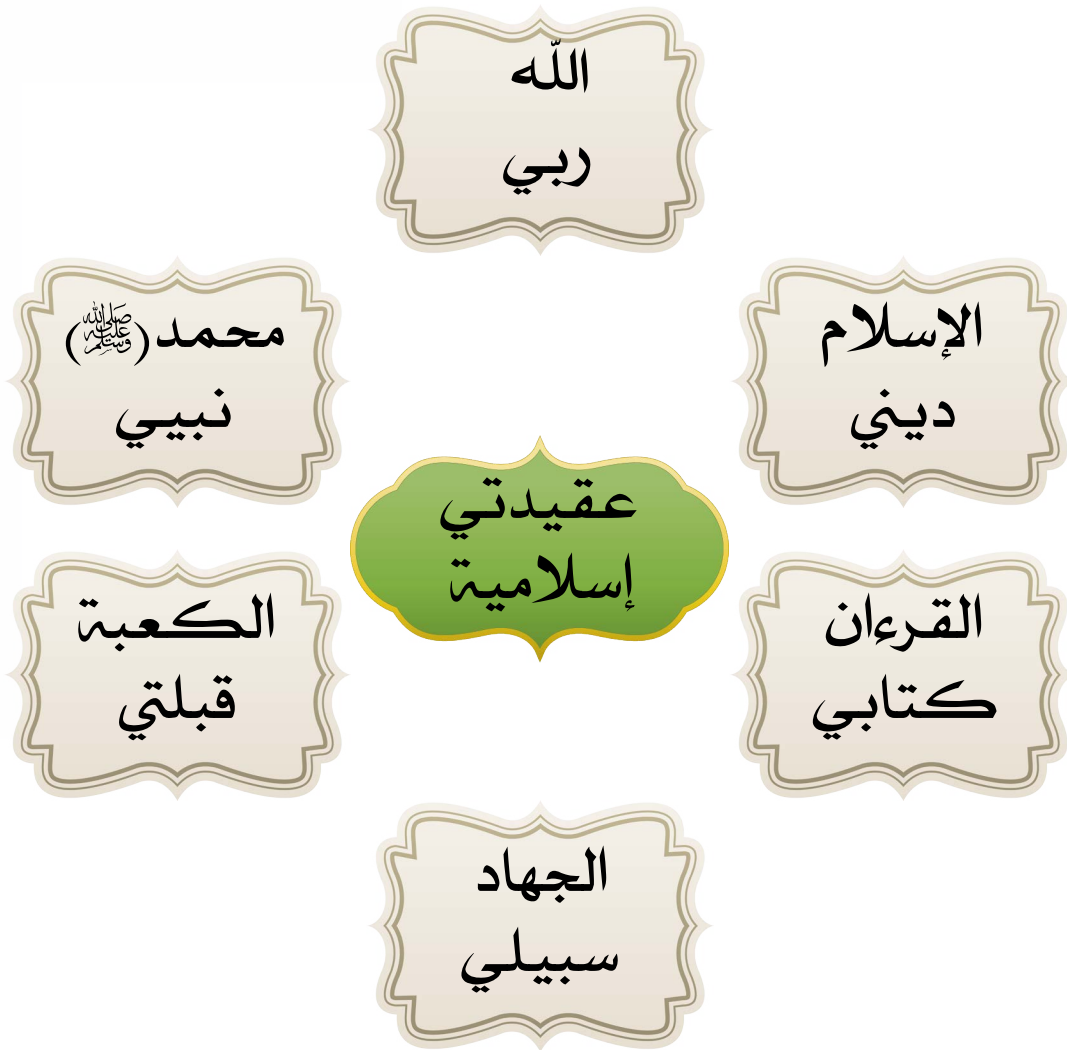 الله
ربي
الإسلام
ديني
محمد (ﷺ)
نبيي
عقيدتي
إسلامية
القرءان
كتابي
الكعبة
قبلتي
الجهاد
سبيلي